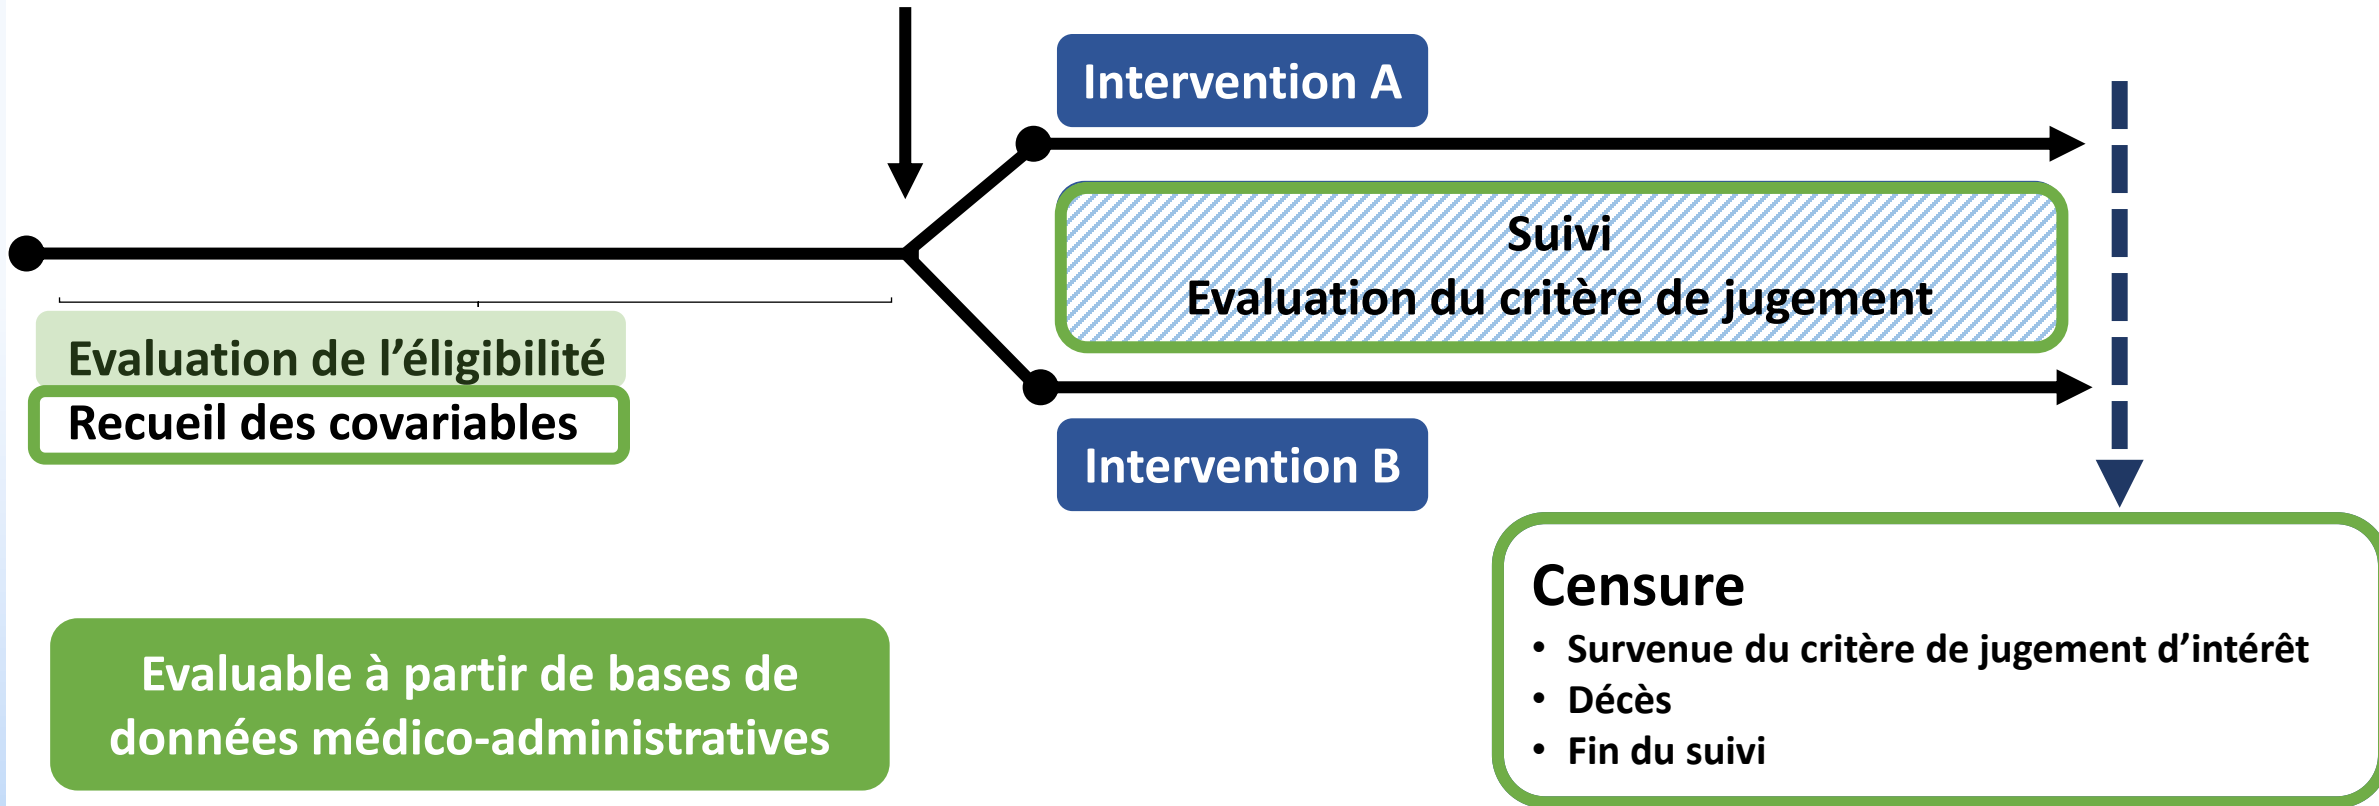 Intervention A
Suivi
Evaluation du critère de jugement
Evaluation de l'éligibilité
Recueil des covariables
Intervention B
Censure
• Survenue du critère de jugement d'intérêt
• Décès
• Fin du suivi
Evaluable à partir de bases de
données médico-administratives